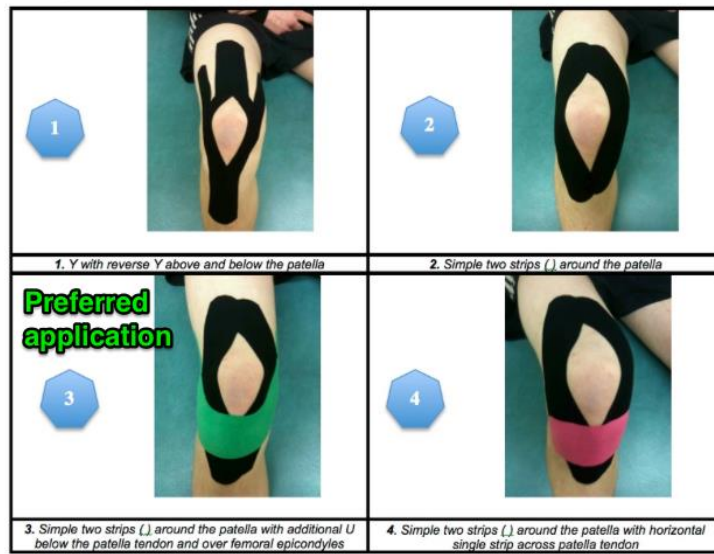 1
2
1. Y with reverse Y above and below the patella
2. Simple two strips ( ) around the patella
Preferred
application
3
4
3. Simple two strips ( ) around the patella with additional U
below the patella tendon and over femoral epicondyles
4. Simple two strips ( ) around the patella with horizontal
single strip across patella tendon